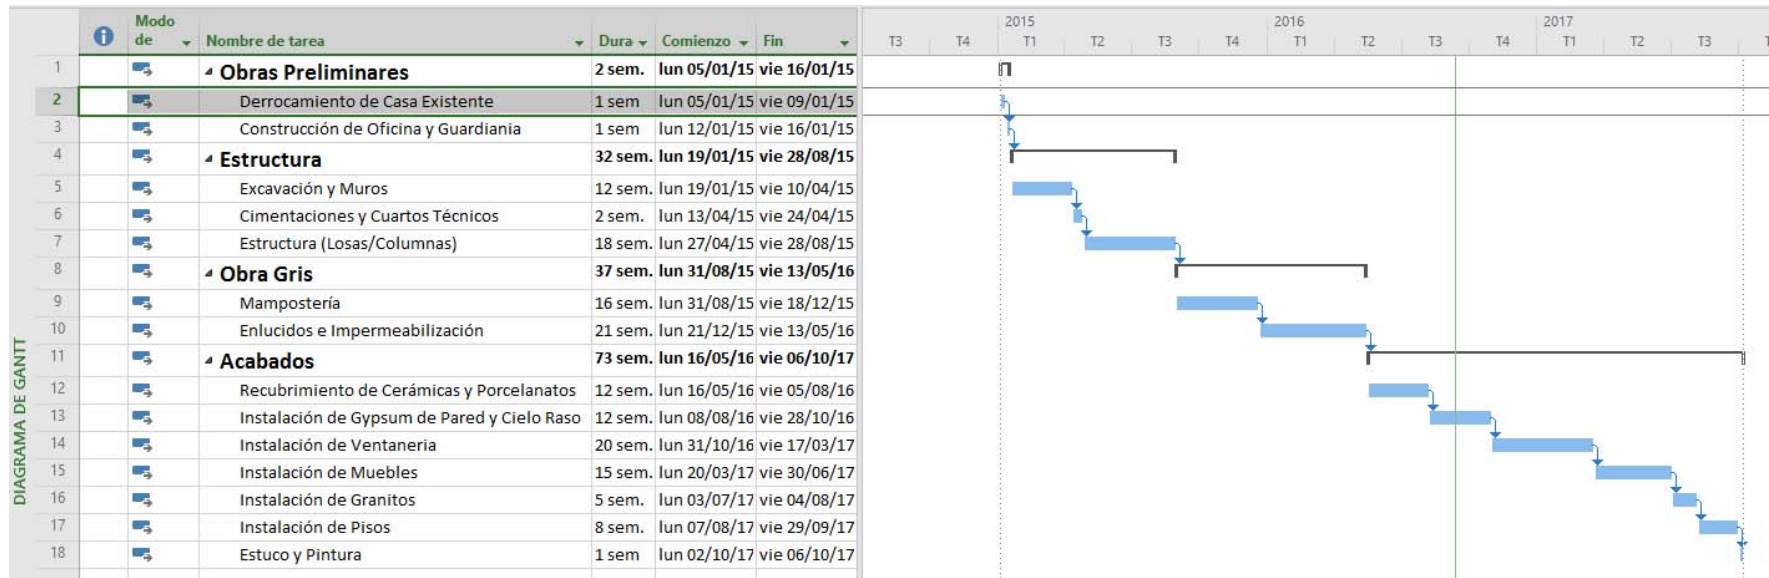 2015 2016 2017
Modo de Nombre de tarea Dura Comienzo Fin T3 T4 T1 T2 T3 T4 T1 T2 T3 T4 T1 T2 T3
1 Obras Preliminares 2 sem. lun 05/01/15 vie 16/01/15
2 Derrocamiento de Casa Existente 1 sem lun 05/01/15 vie 09/01/15
3 Construcción de Oficina y Guardiania 1 sem lun 12/01/15 vie 16/01/15
4 Estructura 32 sem. lun 19/01/15 vie 28/08/15
5 Excavación y Muros 12 sem. lun 19/01/15 vie 10/04/15
6 Cimentaciones y Cuartos Técnicos 2 sem. lun 13/04/15 vie 24/04/15
7 Estructura (Losas/Columnas) 18 sem. lun 27/04/15 vie 28/08/15
8 Obra Gris 37 sem. lun 31/08/15 vie 13/05/16
9 Mampostería 16 sem. lun 31/08/15 vie 18/12/15
10 Enlucidos e Impermeabilización 21 sem. lun 21/12/15 vie 13/05/16
11 Acabados 73 sem. lun 16/05/16 vie 06/10/17
12 Recubrimiento de Cerámicas y Porcelanatos 12 sem. lun 16/05/16 vie 05/08/16
13 Instalación de Gypsum de Pared y Cielo Raso 12 sem. lun 08/08/16 vie 28/10/16
14 Instalación de Ventaneria 20 sem. lun 31/10/16 vie 17/03/17
15 Instalación de Muebles 15 sem. lun 20/03/17 vie 30/06/17
16 Instalación de Granitos 5 sem. lun 03/07/17 vie 04/08/17
17 Instalación de Pisos 8 sem. lun 07/08/17 vie 29/09/17
18 Estuco y Pintura 1 sem lun 02/10/17 vie 06/10/17
DIAGRAMA DE GANTT